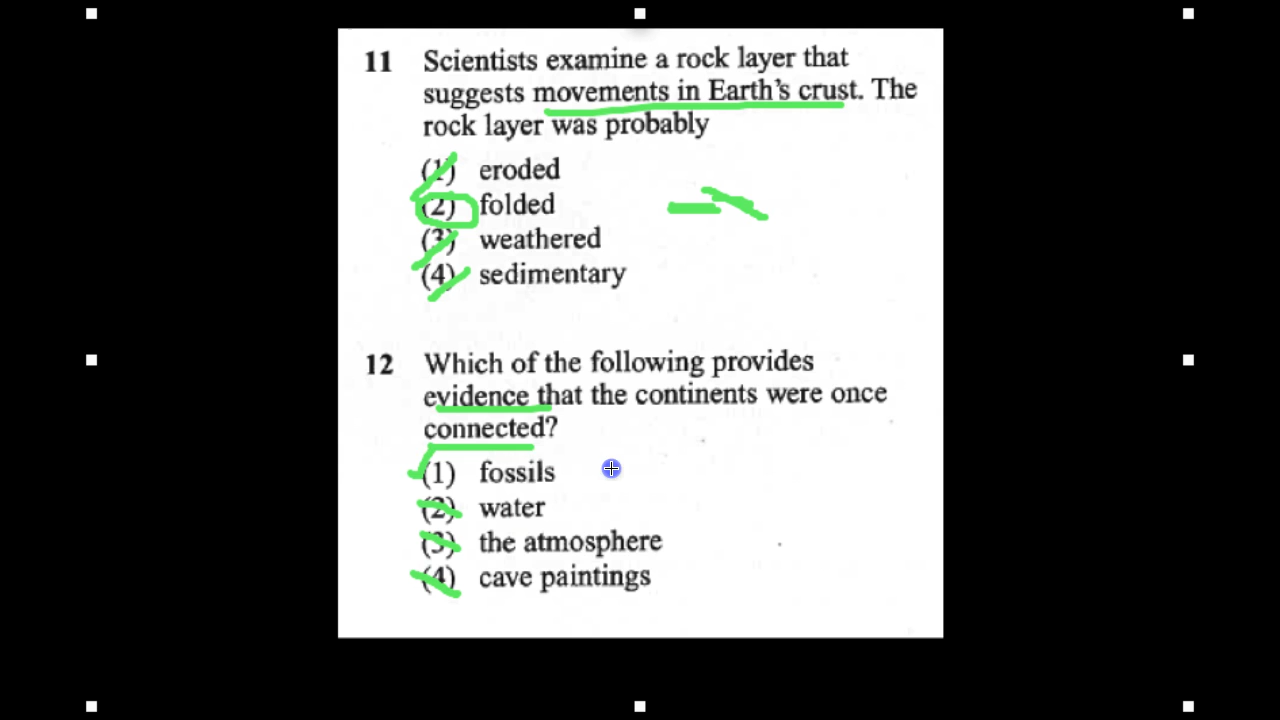 11 Scientists examine a rock layer that
suggests movements in Earth's crust. The
rock layer was probably
(1) eroded
(2) folded
(3) weathered
(4) sedimentary
12 Which of the following provides
evidence that the continents were once
connected?
(1) fossils
(2) water
(3) the atmosphere
(4) cave paintings